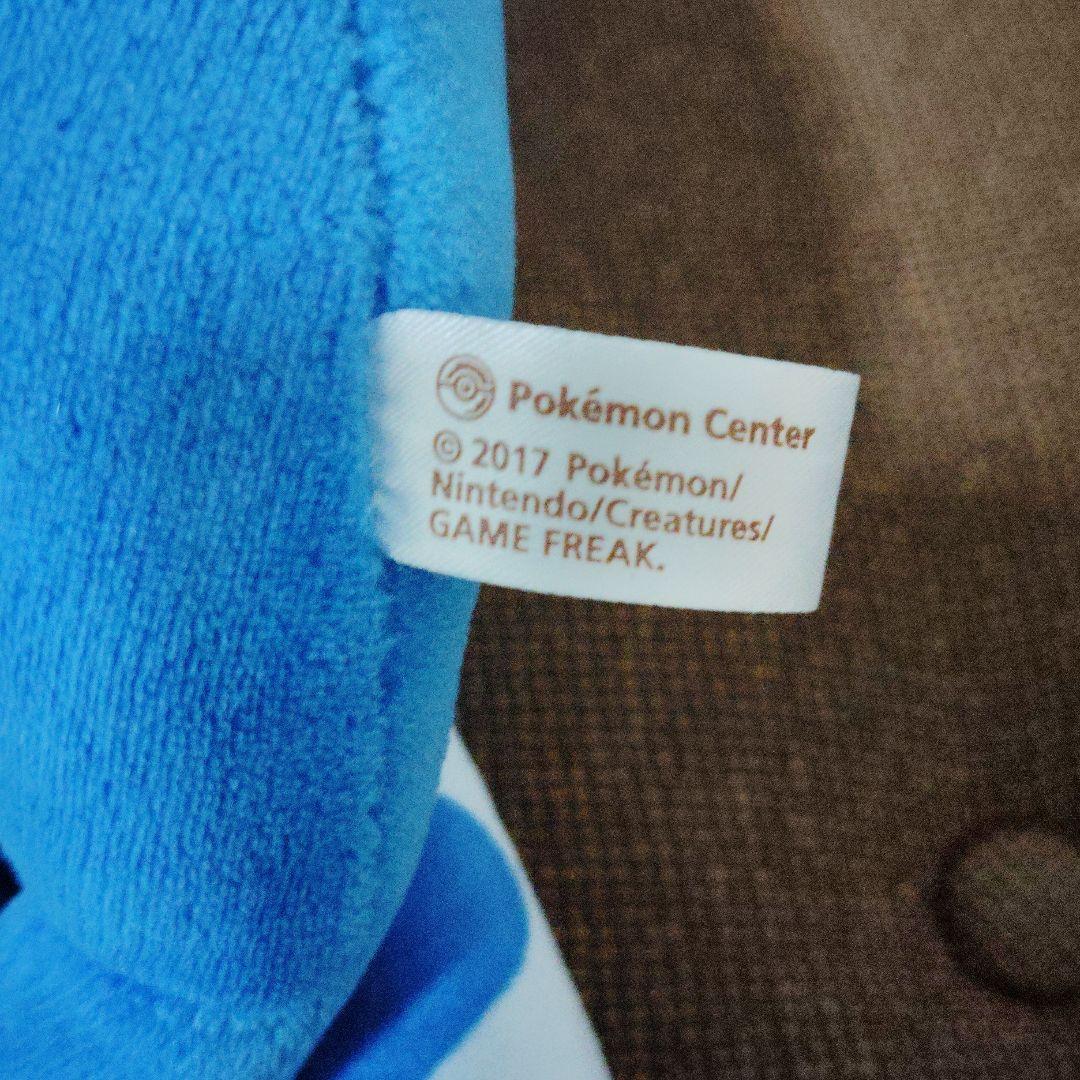 Pokémon Center
© 2017 Pokémon/
Nintendo/Creatures/
GAME FREAK.